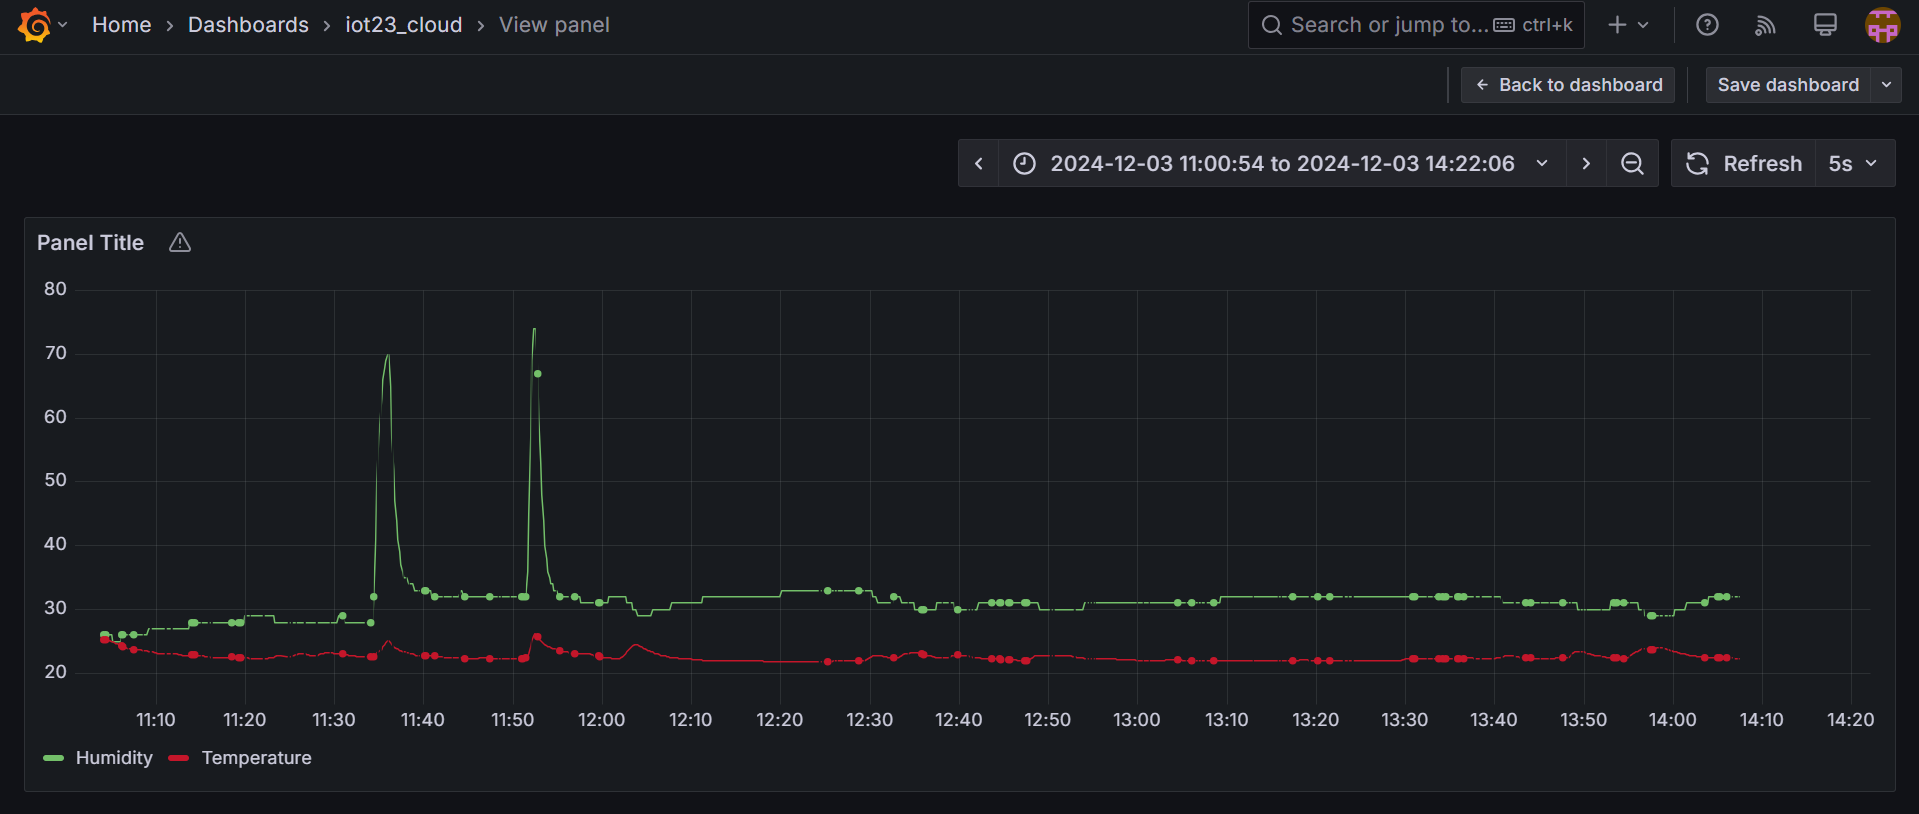 Home › Dashboards › iot23_cloud › View panel
Search or jump to... ctrl+k
Back to dashboard
Save dashboard
2024-12-03 11:00:54 to 2024-12-03 14:22:06
Refresh
5s
Panel Title
80
70
60
50
40
30
20
11:10 11:20 11:30 11:40 11:50 12:00 12:10 12:20 12:30 12:40 12:50 13:00 13:10 13:20 13:30 13:40 13:50 14:00 14:10 14:20
Humidity Temperature